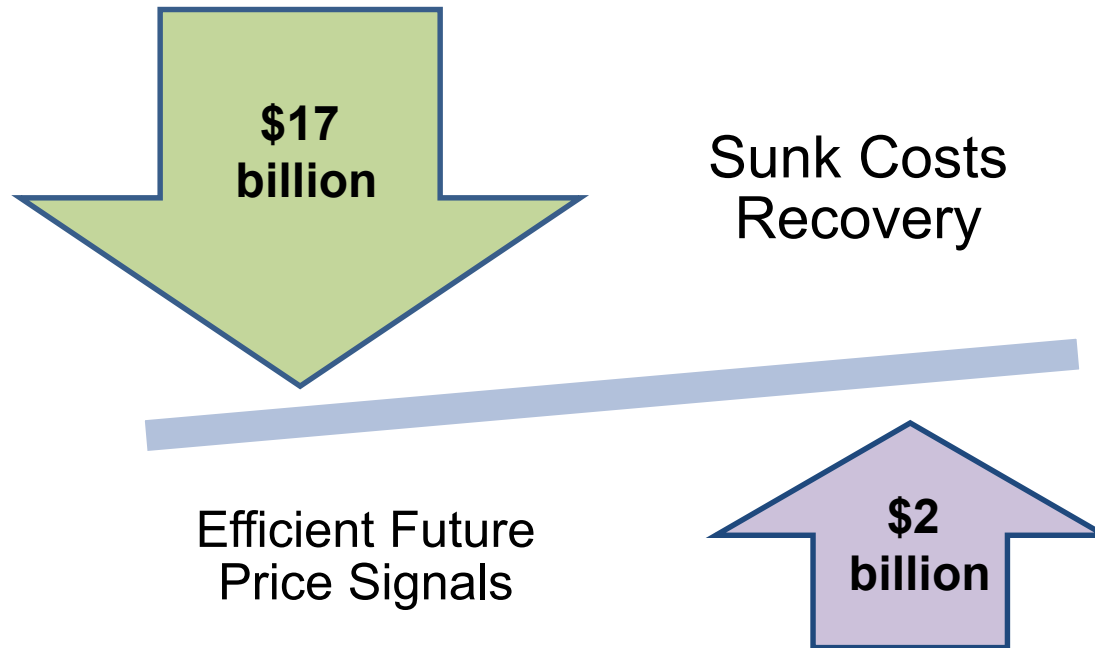 $17
billion
Sunk Costs
Recovery
Efficient Future
Price Signals
$2
billion